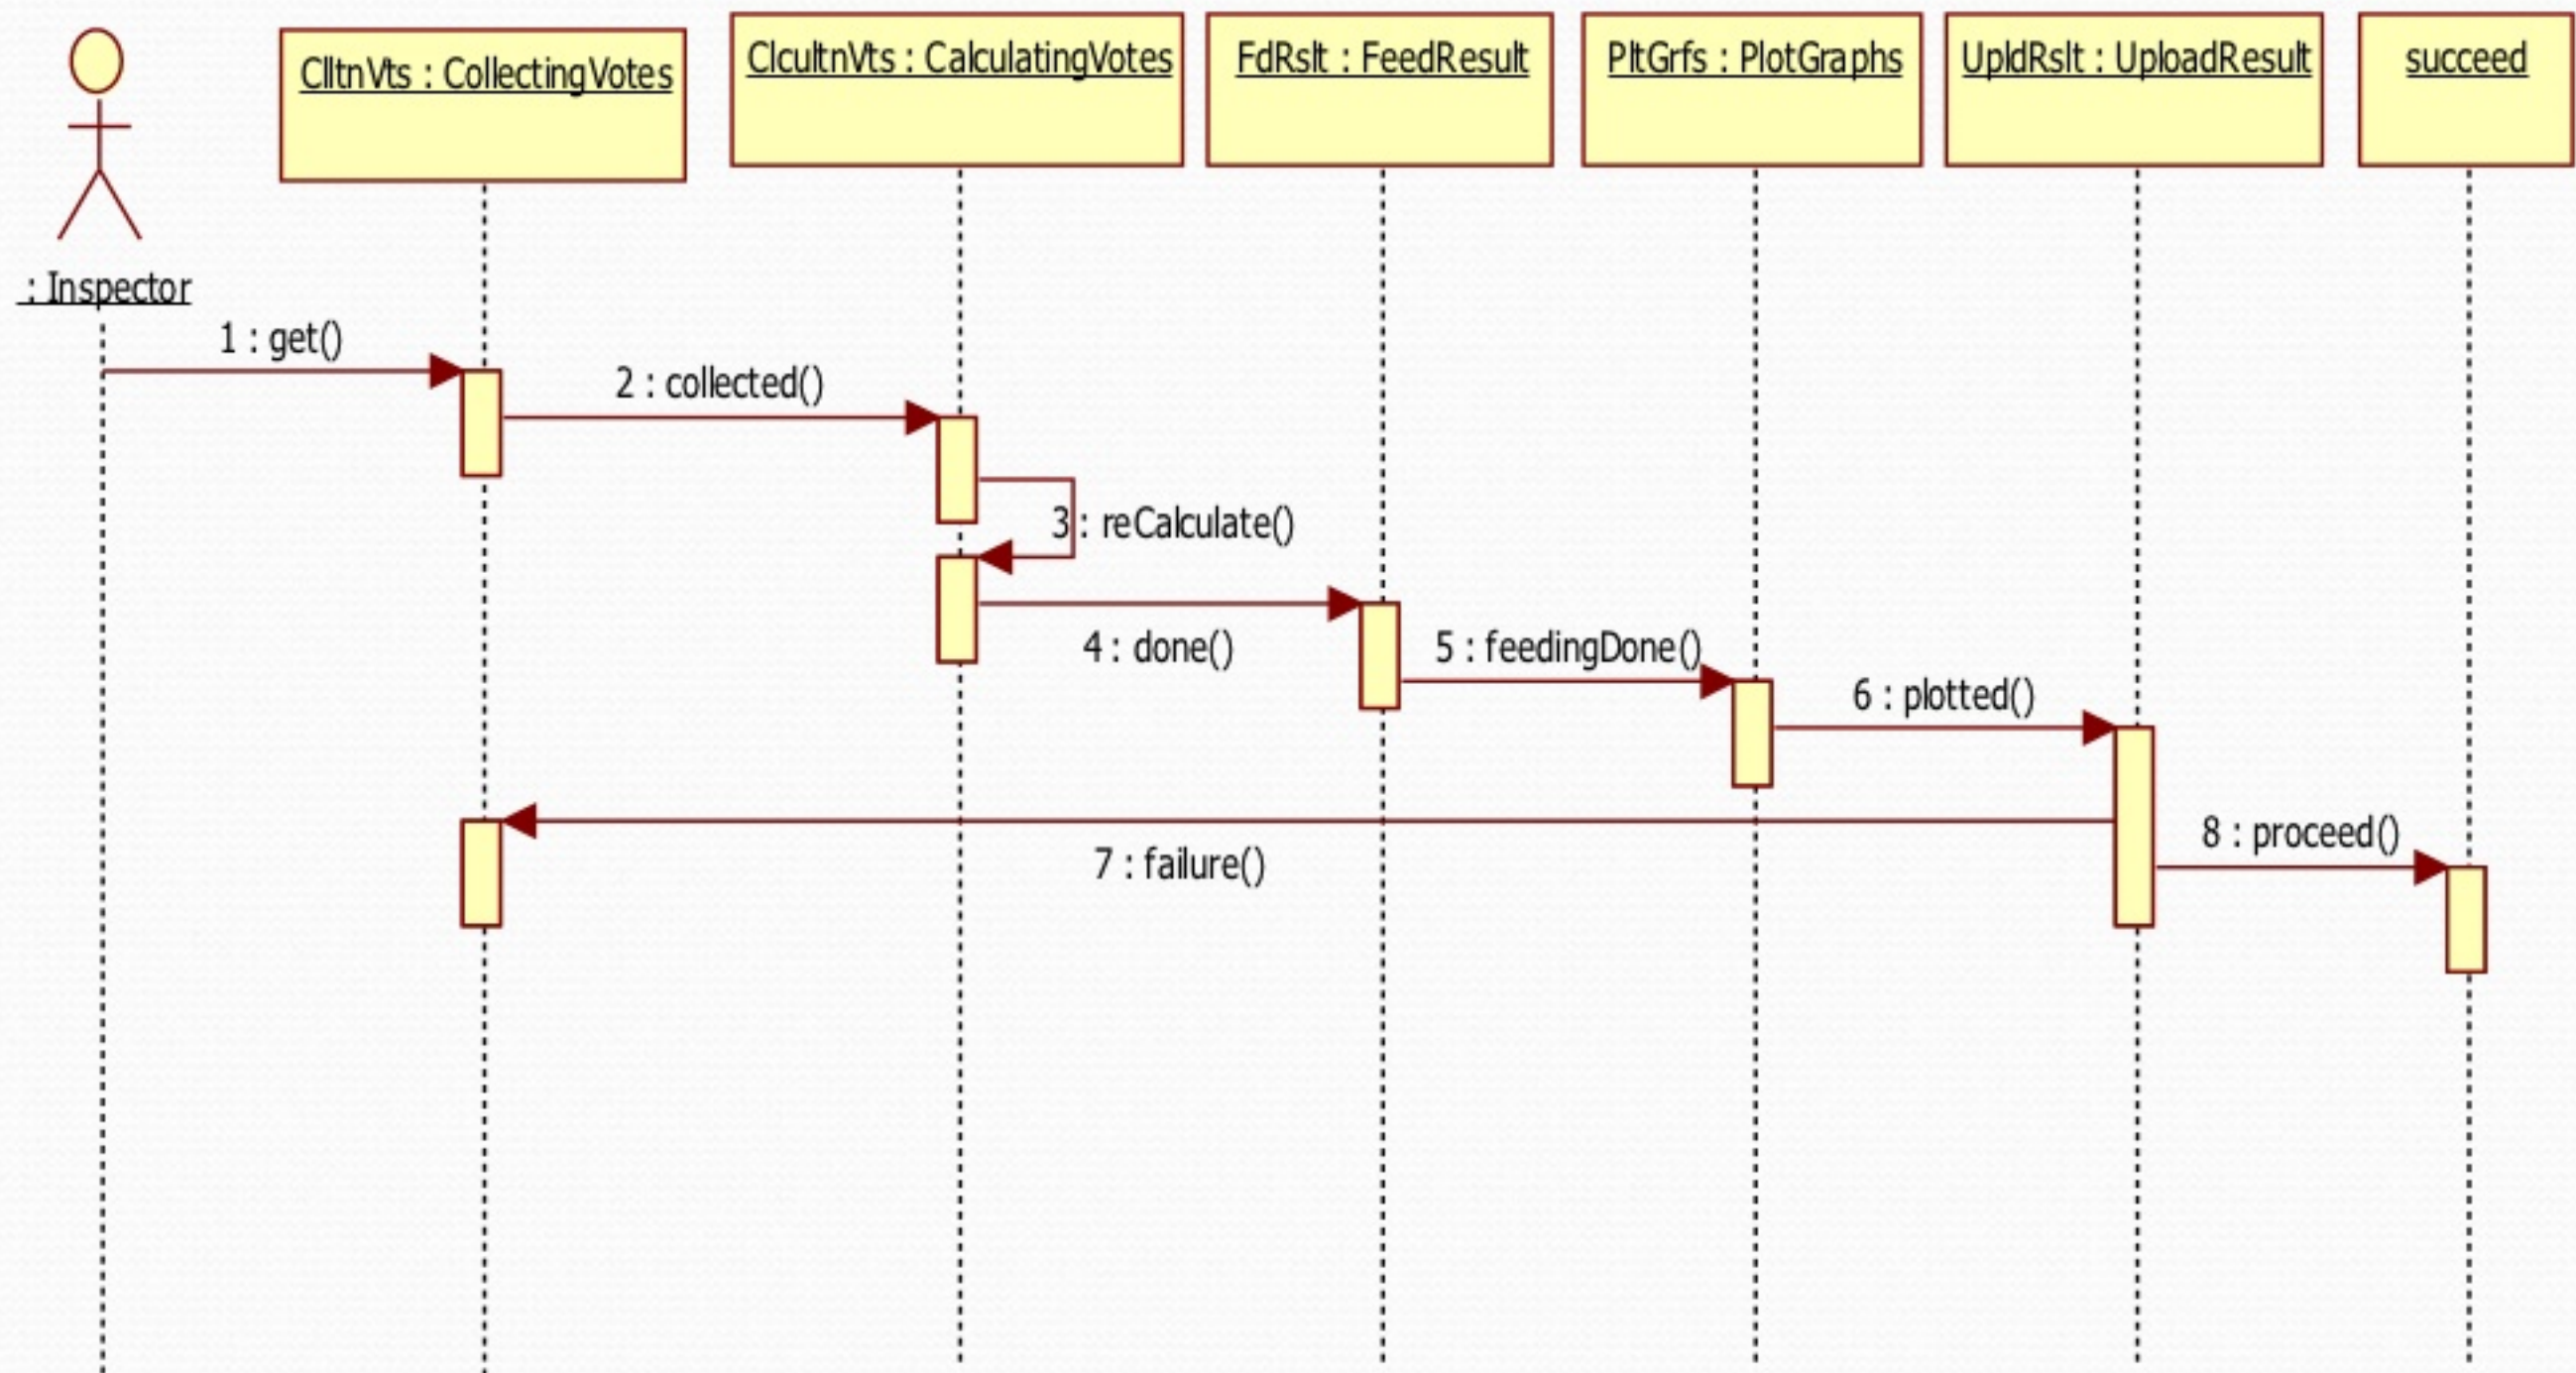 ClltnVts : CollectingVotes
ClcultnVts : CalculatingVotes
FdRslt : FeedResult
PltGrfs : PlotGraphs
UpldRslt : UploadResult
succeed
: Inspector
1 : get()
2 : collected()
3 : reCalculate()
4 : done()
5 : feedingDone()
6 : plotted()
7 : failure()
8 : proceed()